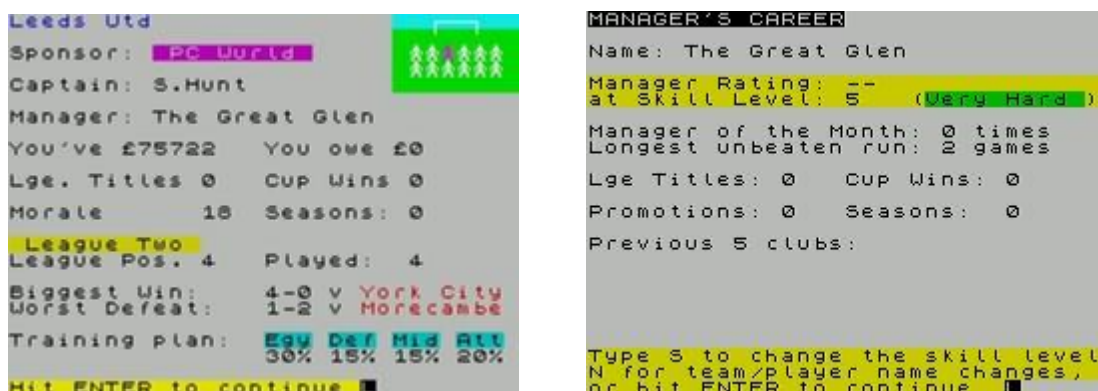 Leeds Utd
Sponsor: PC World
Captain: S.Hunt
Manager: The Great Glen
You've £75722 You owe £0
Lge. Titles 0 Cup Wins 0
Morale 18 Seasons: 0
League Two
League Pos. 4 Played: 4
Biggest Win: 4-0 v York City
Worst Defeat: 1-2 v Morecambe
Training plan: Egy Def Mid Att
30% 15% 15% 20%
Hit ENTER to continue
MANAGER'S CAREER
Name: The Great Glen
Manager Rating: --
at Skill Level: 5 (Very Hard )
Manager of the Month: 0 times
Longest unbeaten run: 2 games
Lge Titles: 0 Cup Wins: 0
Promotions: 0 Seasons: 0
Previous 5 clubs:
Type S to change the skill level
N for team/player name changes,
or hit ENTER to continue